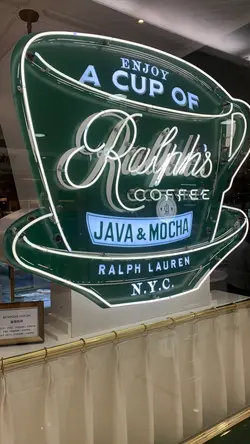 ENJOY
A CUP OF
Ralph's
COFFEE
JAVA & MOCHA
RALPH LAUREN
N.Y.C.